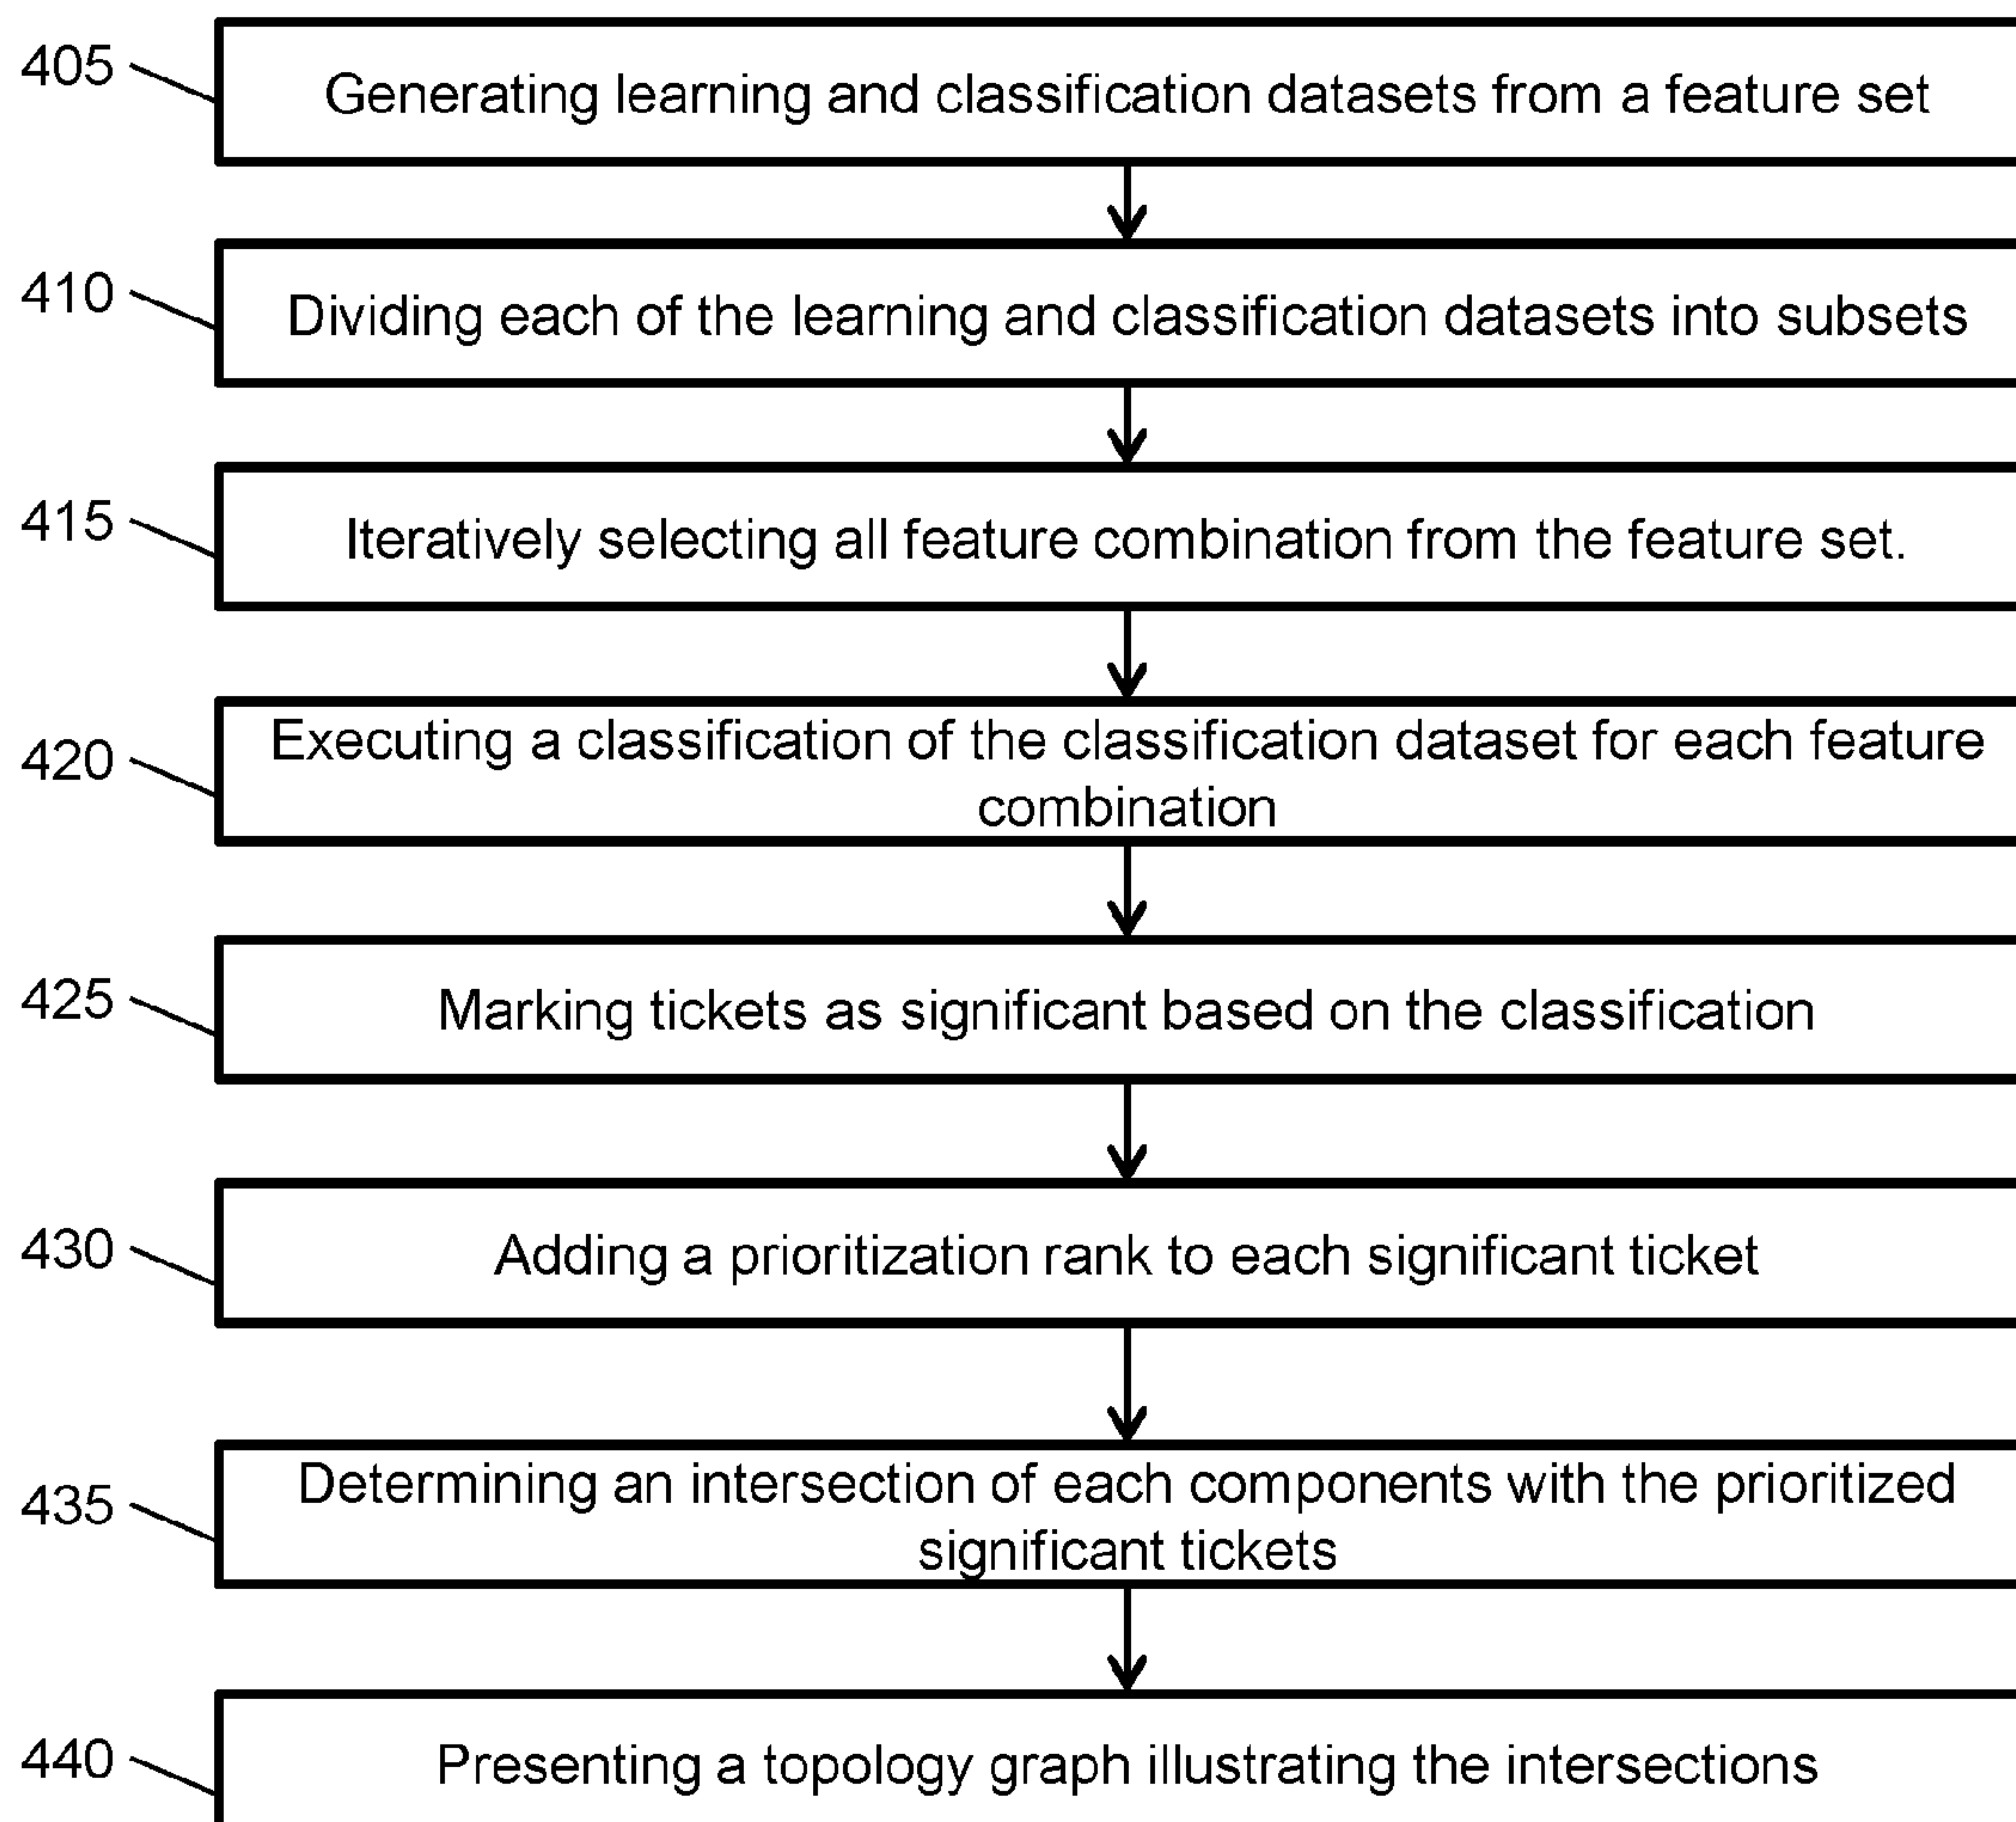 405
Generating learning and classification datasets from a feature set
410
Dividing each of the learning and classification datasets into subsets
415
Iteratively selecting all feature combination from the feature set.
420
Executing a classification of the classification dataset for each feature
combination
425
Marking tickets as significant based on the classification
430
Adding a prioritization rank to each significant ticket
435
Determining an intersection of each components with the prioritized
significant tickets
440
Presenting a topology graph illustrating the intersections